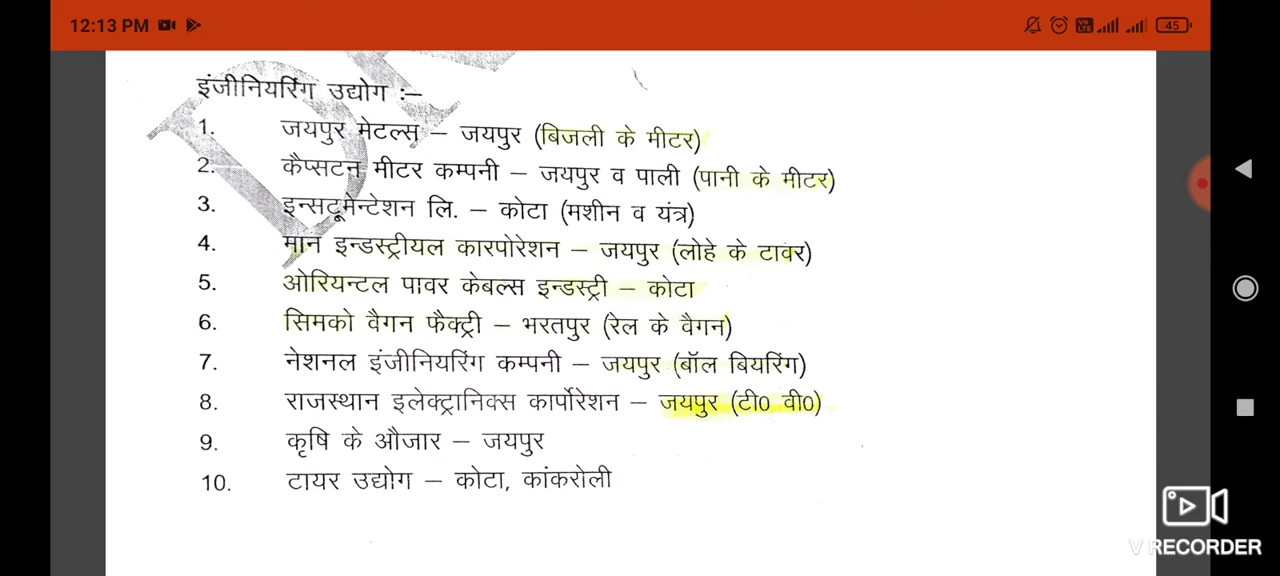 12:13 PM
Vo LTE
45
इंजीनियरिंग उद्योग :–
1. जयपुर मेटल्स – जयपुर (बिजली के मीटर)
2. कैप्सटन मीटर कम्पनी – जयपुर व पाली (पानी के मीटर)
3. इन्सटूमेन्टेशन लि. – कोटा (मशीन व यंत्र)
4. मान इन्डस्ट्रीयल कारपोरेशन – जयपुर (लोहे के टावर)
5. ओरियन्टल पावर केबल्स इन्डस्ट्री – कोटा
6. सिमको वैगन फैक्ट्री – भरतपुर (रेल के वैगन)
7. नेशनल इंजीनियरिंग कम्पनी – जयपुर (बॉल बियरिंग)
8. राजस्थान इलेक्ट्रानिक्स कार्पोरेशन – जयपुर (टी0 वी0)
9. कृषि के औजार – जयपुर
10. टायर उद्योग – कोटा, कांकरोली
V RECORDER